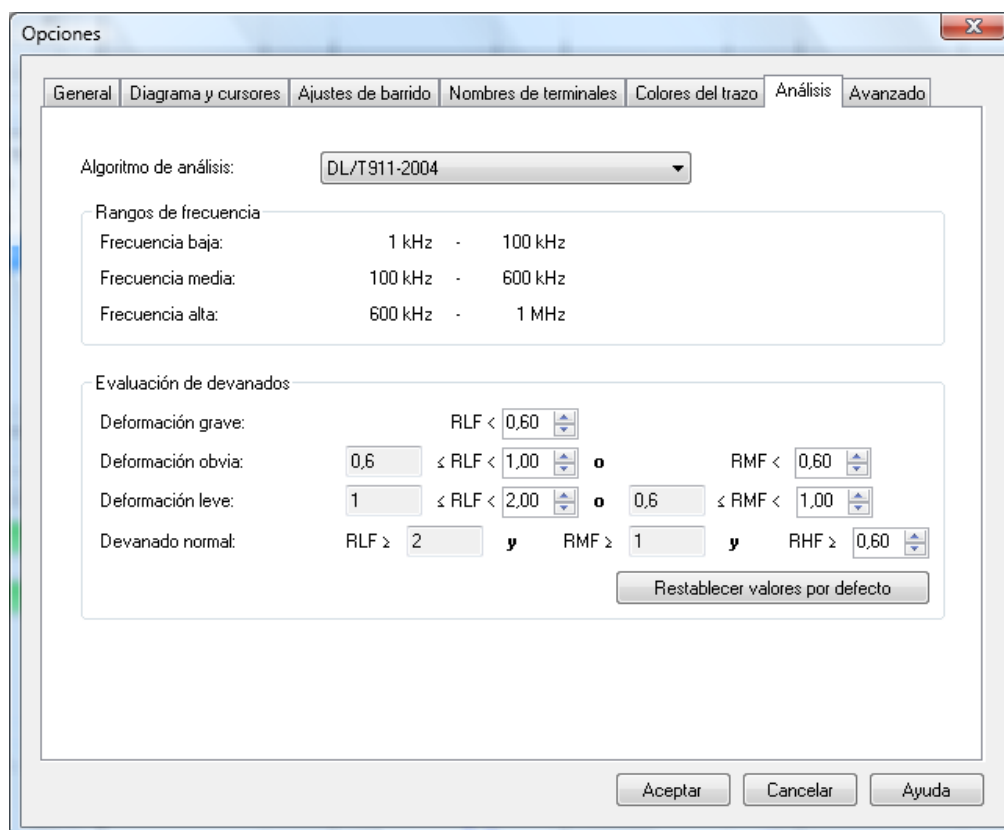 Opciones
General Diagrama y cursores Ajustes de barrido Nombres de terminales Colores del trazo Análisis Avanzado
Algoritmo de análisis: DL/T911-2004
Rangos de frecuencia
Frecuencia baja: 1 kHz - 100 kHz
Frecuencia media: 100 kHz - 600 kHz
Frecuencia alta: 600 kHz - 1 MHz
Evaluación de devanados
Deformación grave: RLF < 0,60
Deformación obvia: 0,6 ≤ RLF < 1,00 o RMF < 0,60
Deformación leve: 1 ≤ RLF < 2,00 o 0,6 ≤ RMF < 1,00
Devanado normal: RLF ≥ 2 y RMF ≥ 1 y RHF ≥ 0,60
Restablecer valores por defecto
Aceptar Cancelar Ayuda